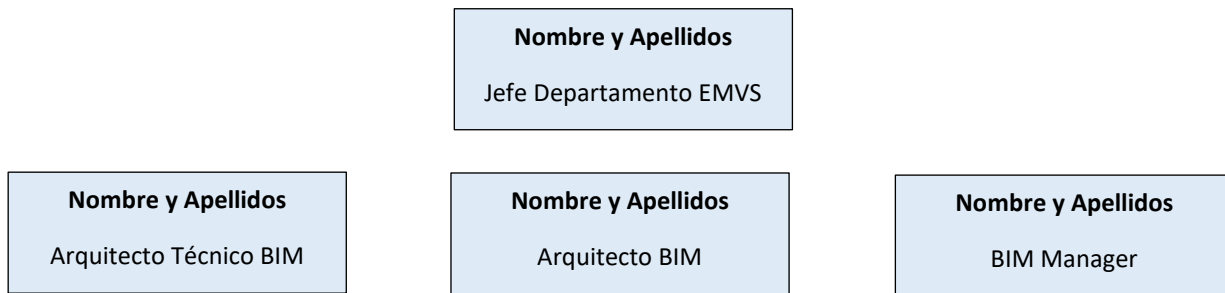 Nombre y Apellidos
Jefe Departamento EMVS
Nombre y Apellidos
Arquitecto Técnico BIM
Nombre y Apellidos
Arquitecto BIM
Nombre y Apellidos
BIM Manager